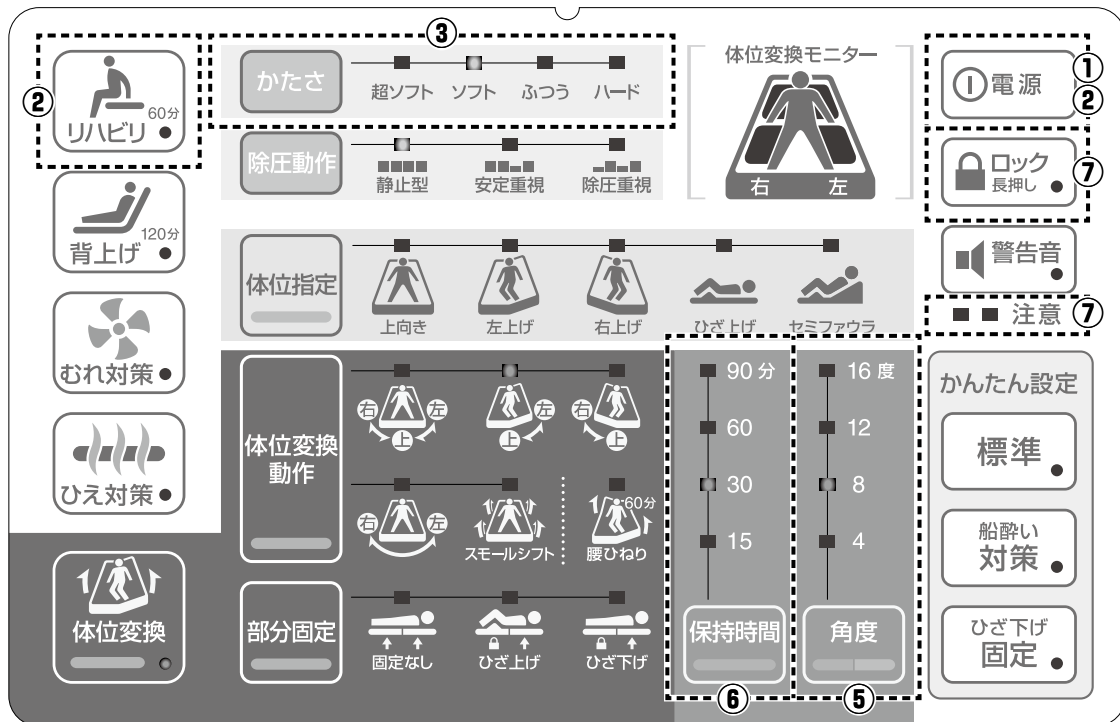 ③
②
60分
リハビリ
かたさ
超ソフト ソフト ふつう ハード
体位変換モニター
右 左
①
②
電源
除圧動作
静止型 安定重視 除圧重視
ロック
長押し
⑦
120分
背上げ
体位指定
上向き 左上げ 右上げ ひざ上げ セミファウラ
警告音
注意
⑦
むれ対策
ひえ対策
体位変換
体位変換
動作
右 左
上
左
上
右
上
右 左
スモールシフト
60分
腰ひねり
部分固定
固定なし ひざ上げ ひざ下げ
90分
60
30
15
保持時間
⑥
16度
12
8
4
角度
⑤
かんたん設定
標準
船酔い
対策
ひざ下げ
固定